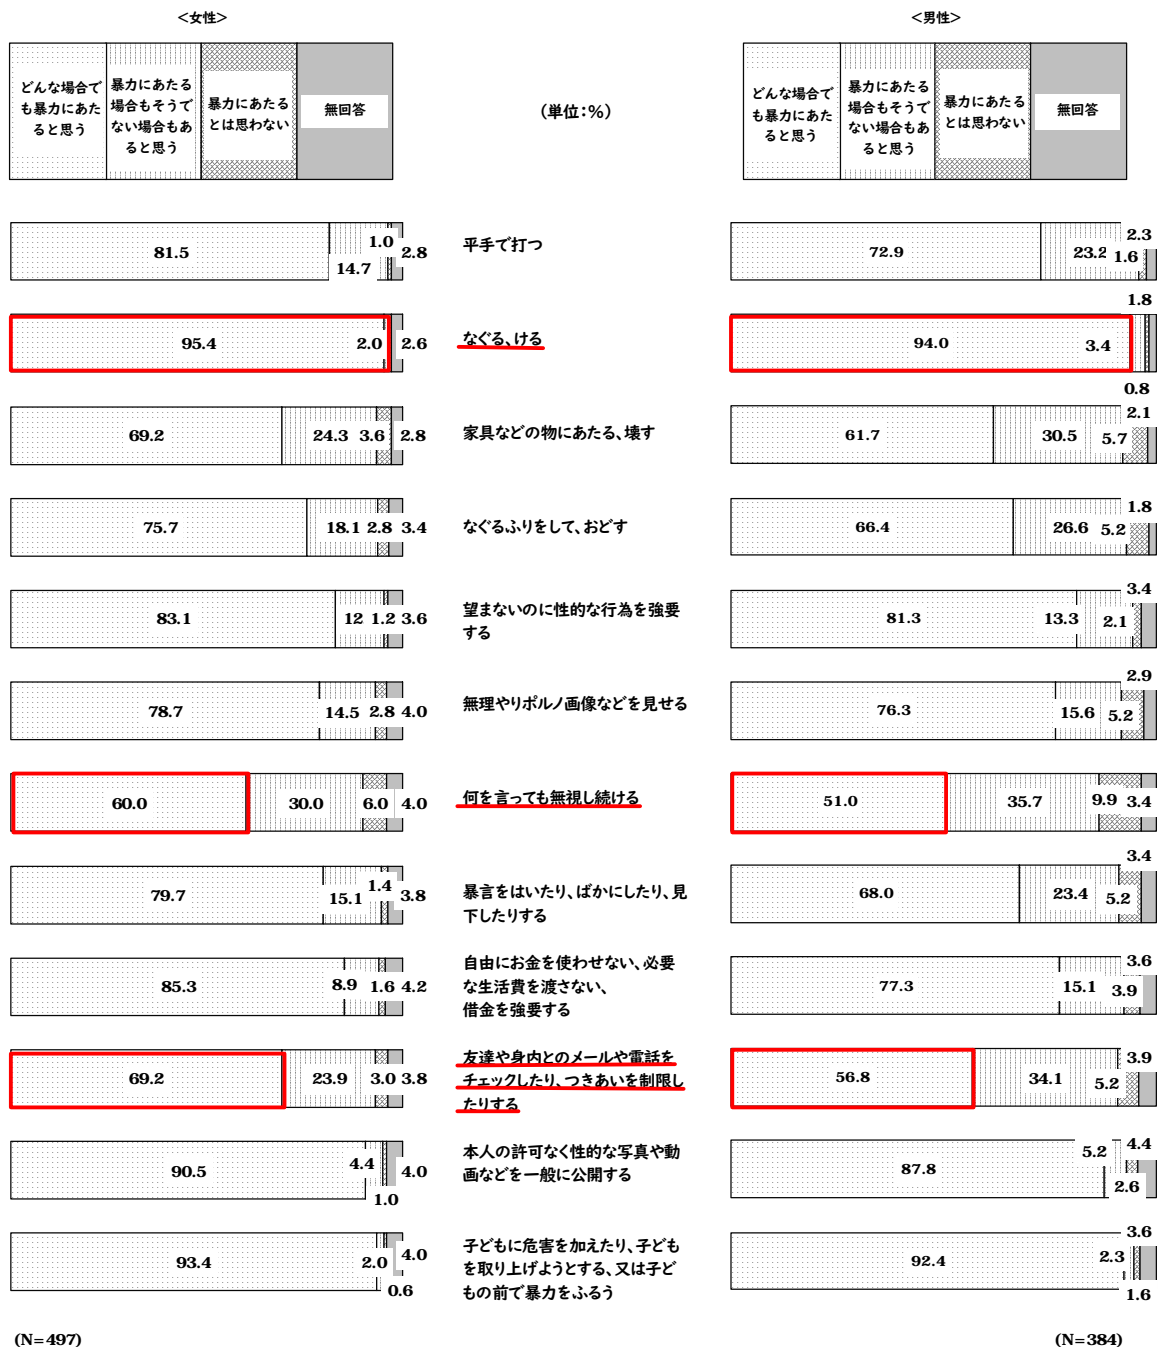 <女性>
<男性>
どんな場合で
も暴力にあた
ると思う
暴力にあたる
場合もそうで
ない場合もあ
ると思う
暴力にあたる
とは思わない
無回答
(単位:%)
どんな場合で
も暴力にあた
ると思う
暴力にあたる
場合もそうで
ない場合もあ
ると思う
暴力にあたる
とは思わない
無回答
81.5 14.7 1.0 2.8
平手で打つ
72.9 23.2 1.6 2.3
95.4 2.0 2.6
なぐる、ける
94.0 3.4 0.8 1.8
69.2 24.3 3.6 2.8
家具などの物にあたる、壊す
61.7 30.5 5.7 2.1
75.7 18.1 2.8 3.4
なぐるふりをして、おどす
66.4 26.6 5.2 1.8
83.1 12 1.2 3.6
望まないのに性的な行為を強要
する
81.3 13.3 2.1 3.4
78.7 14.5 2.8 4.0
無理やりポルノ画像などを見せる
76.3 15.6 5.2 2.9
60.0 30.0 6.0 4.0
何を言っても無視し続ける
51.0 35.7 9.9 3.4
79.7 15.1 1.4 3.8
暴言をはいたり、ばかにしたり、見
下したりする
68.0 23.4 5.2 3.4
85.3 8.9 1.6 4.2
自由にお金を使わせない、必要
な生活費を渡さない、
借金を強要する
77.3 15.1 3.9 3.6
69.2 23.9 3.0 3.8
友達や身内とのメールや電話を
チェックしたり、つきあいを制限し
たりする
56.8 34.1 5.2 3.9
90.5 4.4 1.0 4.0
本人の許可なく性的な写真や動
画などを一般に公開する
87.8 5.2 2.6 4.4
93.4 2.0 0.6 4.0
子どもに危害を加えたり、子ども
を取り上げようとする、又は子ど
もの前で暴力をふるう
92.4 2.3 1.6 3.6
(N=497)
(N=384)